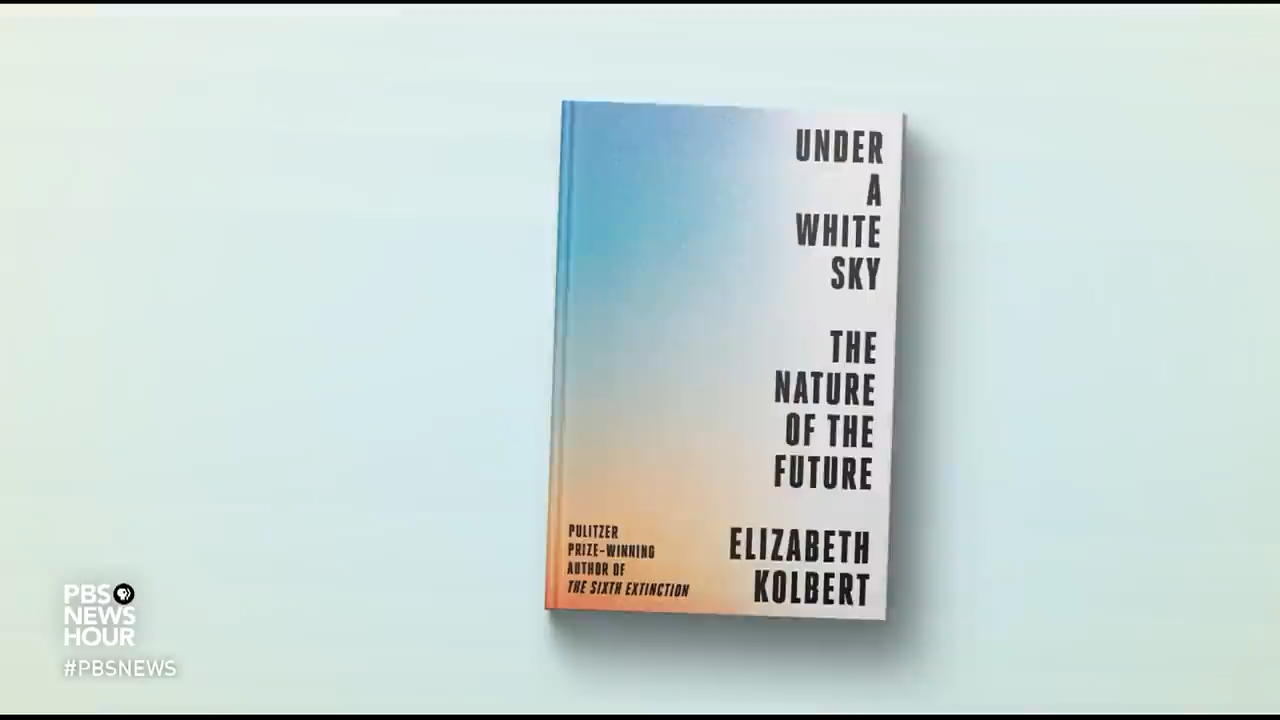 UNDER
A
WHITE
SKY
THE
NATURE
OF THE
FUTURE
PULITZER
PRIZE-WINNING
AUTHOR OF
THE SIXTH EXTINCTION
ELIZABETH
KOLBERT
PBS
NEWS
HOUR
#PBSNEWS